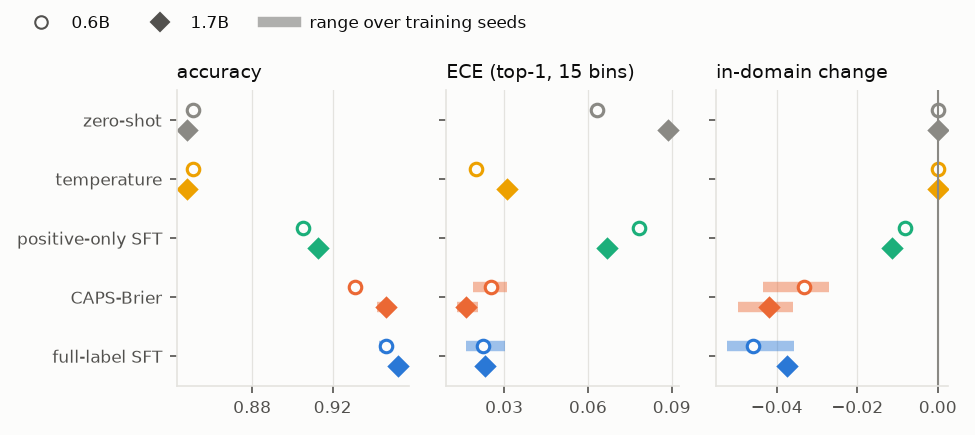 0.6B 1.7B range over training seeds
accuracy ECE (top-1, 15 bins) in-domain change
zero-shot
temperature
positive-only SFT
CAPS-Brier
full-label SFT
0.88 0.92 0.03 0.06 0.09 −0.04 −0.02 0.00